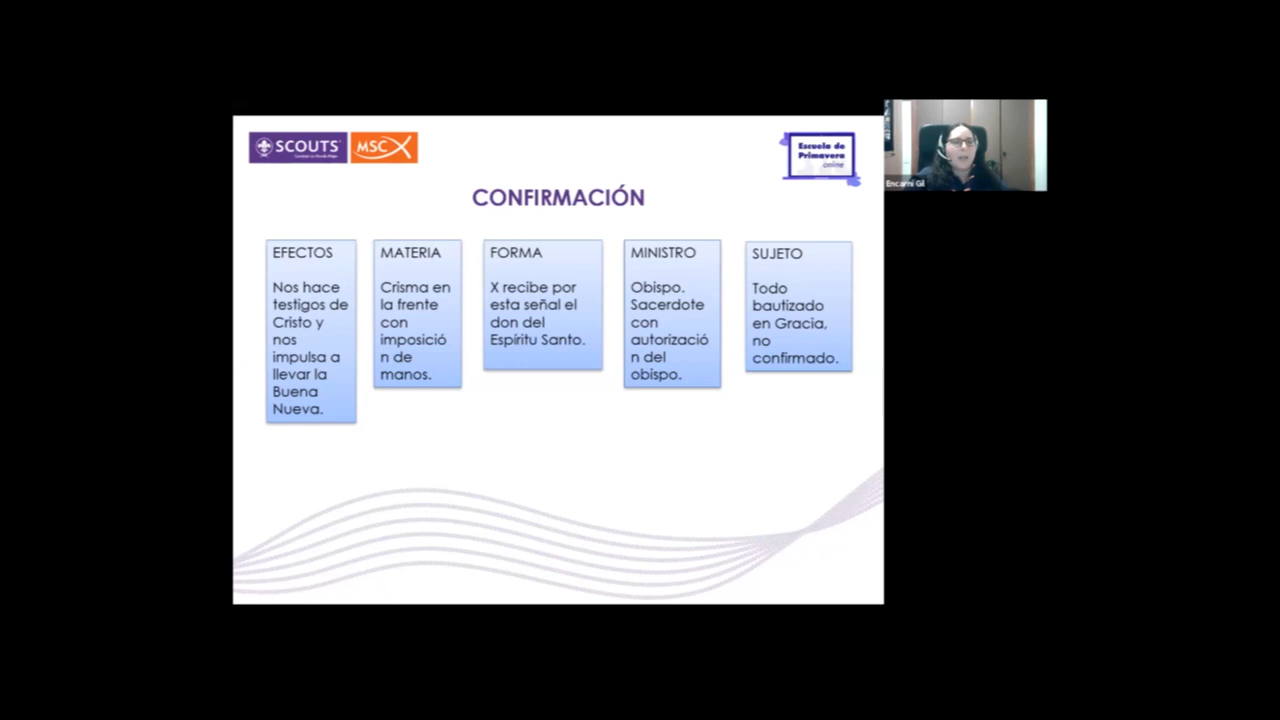 SCOUTS
MSC
Escuela de
Primavera
online
Encarni Gil
CONFIRMACIÓN
EFECTOS
Nos hace
testigos de
Cristo y
nos
impulsa a
llevar la
Buena
Nueva.
MATERIA
Crisma en
la frente
con
imposició
n de
manos.
FORMA
X recibe por
esta señal el
don del
Espíritu Santo.
MINISTRO
Obispo.
Sacerdote
con
autorizació
n del
obispo.
SUJETO
Todo
bautizado
en Gracia,
no
confirmado.